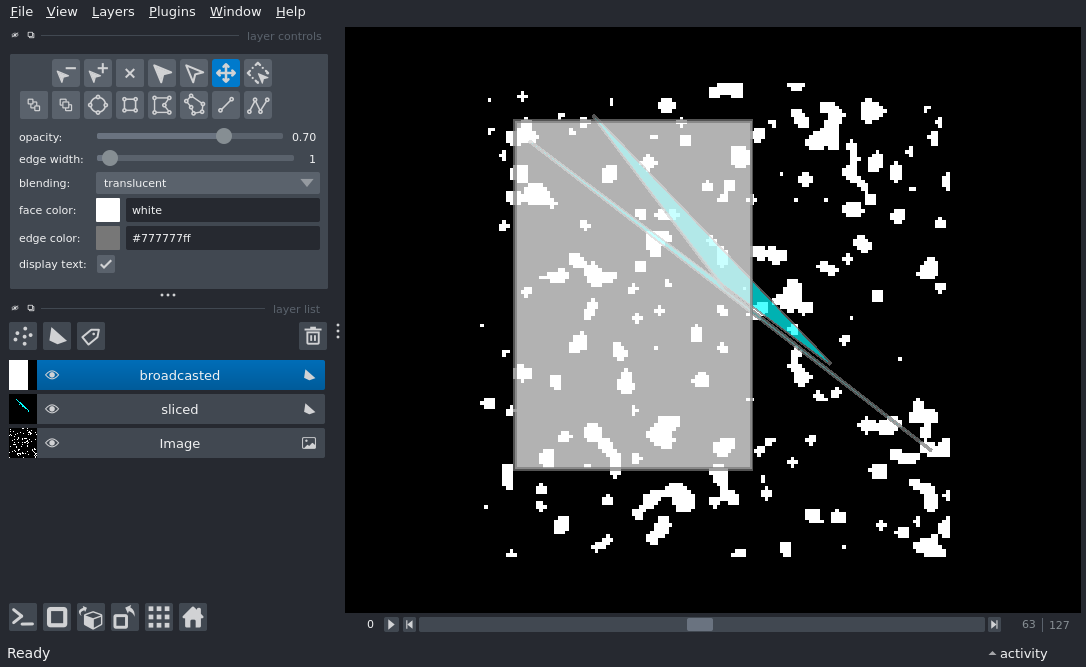 File View Layers Plugins Window Help
layer controls
opacity: 0.70
edge width: 1
blending: translucent
face color: white
edge color: #777777ff
display text:
layer list
broadcasted
sliced
Image
0 63 127
Ready activity